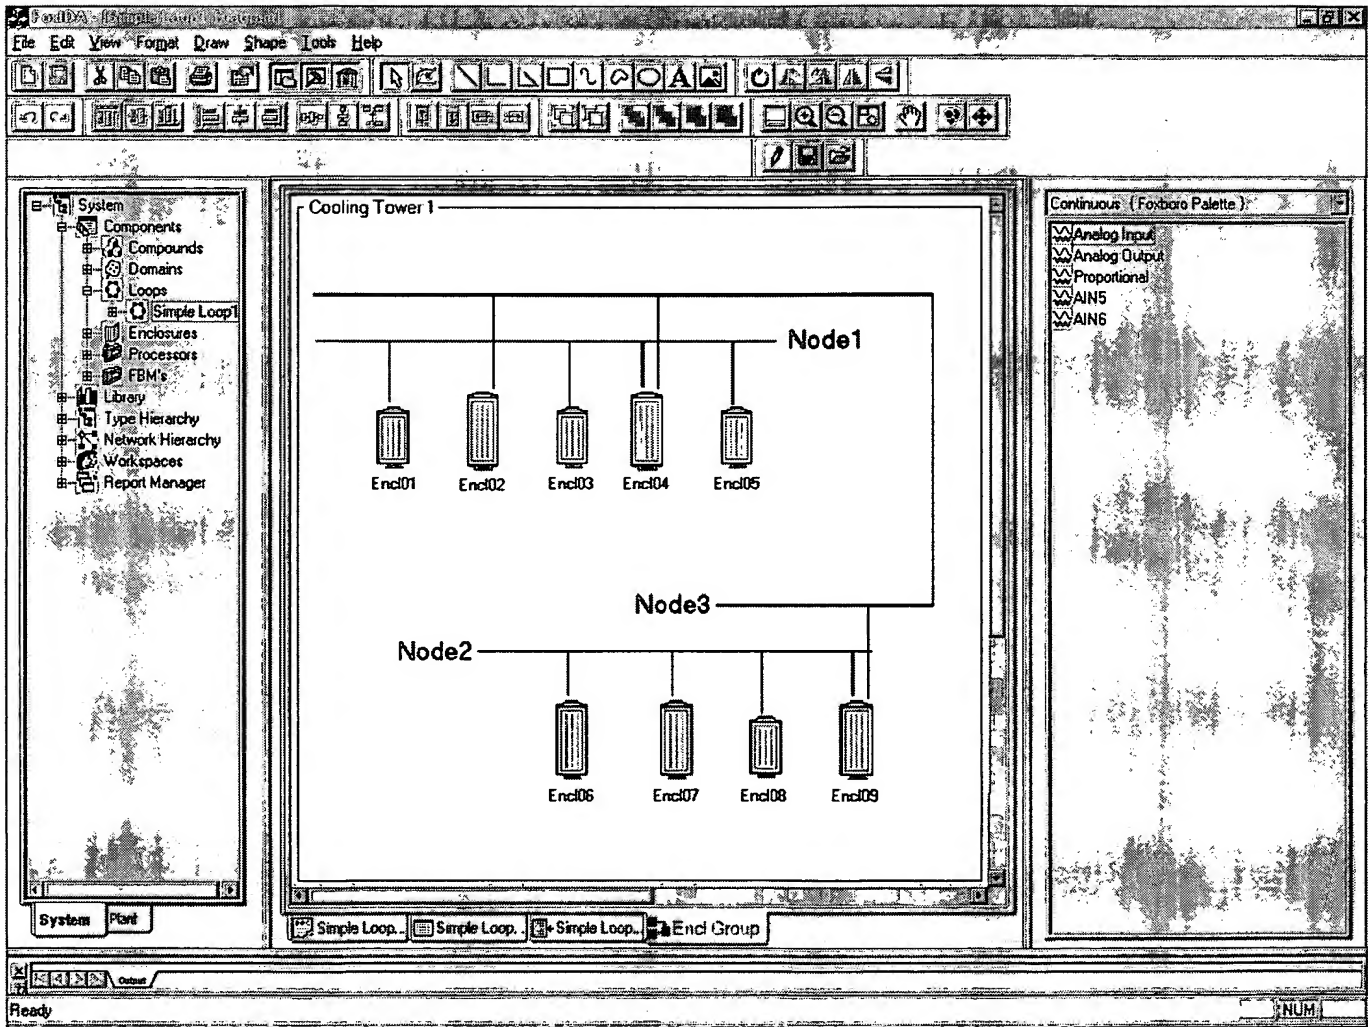 FoxIDA - [Simple Loop1
File Edit View Format Draw Shape Tools Help
System
Components
Compounds
Domains
Loops
Simple Loop1
Enclosures
Processors
FBM's
Library
Type Hierarchy
Network Hierarchy
Workspaces
Report Manager
System Plant
Cooling Tower 1
Node1
Encl01 Encl02 Encl03 Encl04 Encl05
Node3
Node2
Encl06 Encl07 Encl08 Encl09
Simple Loop... Simple Loop... Simple Loop... Encl Group
Continuous (Foxboro Palette)
Analog Input
Analog Output
Proportional
AIN5
AIN6
Output
Ready NUM